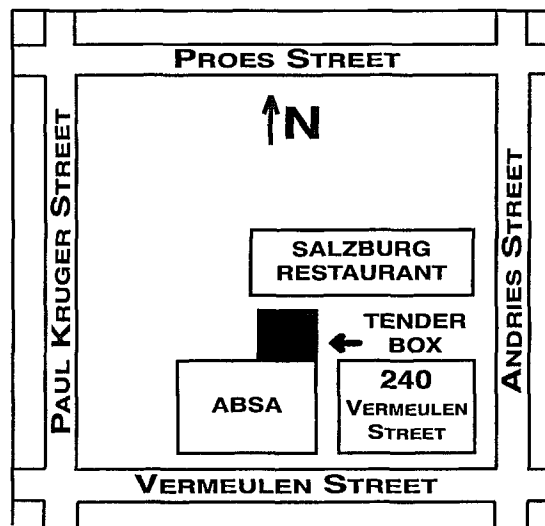 PROES STREET
N
PAUL KRUGER STREET
ANDRIES STREET
SALZBURG
RESTAURANT
TENDER
BOX
ABSA
240
VERMEULEN
STREET
VERMEULEN STREET